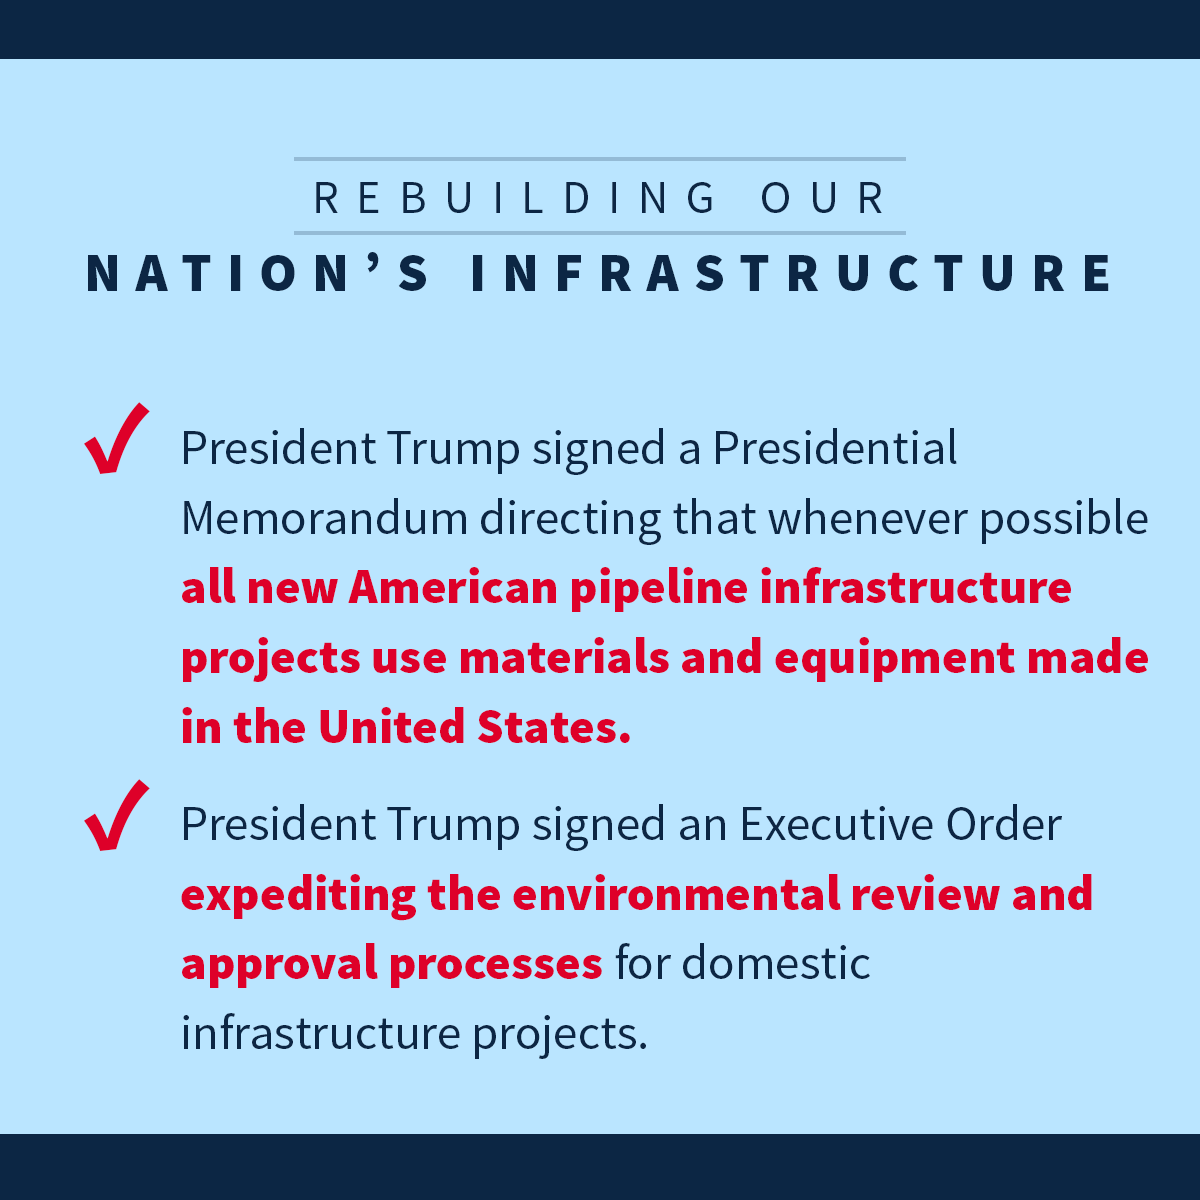 REBUILDING OUR
NATION’S INFRASTRUCTURE
President Trump signed a Presidential
Memorandum directing that whenever possible
all new American pipeline infrastructure
projects use materials and equipment made
in the United States.
President Trump signed an Executive Order
expediting the environmental review and
approval processes for domestic
infrastructure projects.